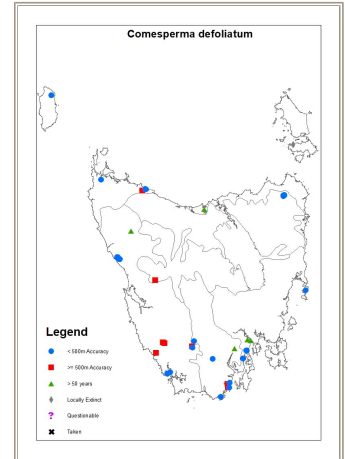 Comesperma defoliatum
Legend
< 500m Accuracy
>= 500m Accuracy
> 50 years
Locally Extinct
Questionable
Taken